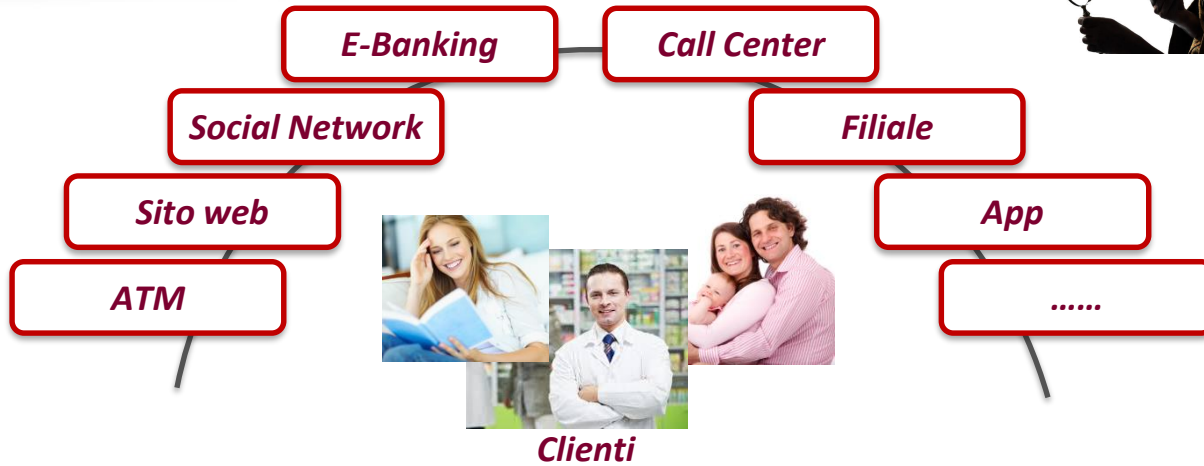 E-Banking
Call Center
Social Network
Filiale
Sito web
App
ATM
......
Clienti